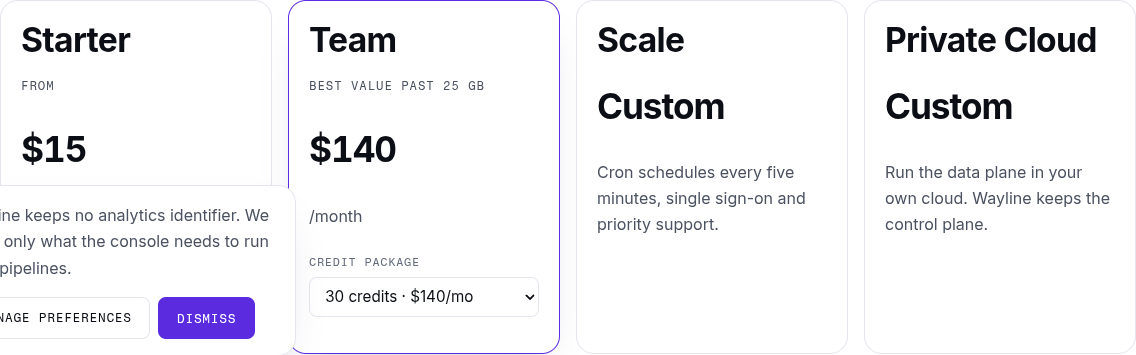 Starter
FROM
$15
Team
BEST VALUE PAST 25 GB
$140
/month
CREDIT PACKAGE
30 credits · $140/mo
Scale
Custom
Cron schedules every five
minutes, single sign-on and
priority support.
Private Cloud
Custom
Run the data plane in your
own cloud. Wayline keeps the
control plane.
keeps no analytics identifier. We
only what the console needs to run
pipelines.
PREFERENCES
DISMISS